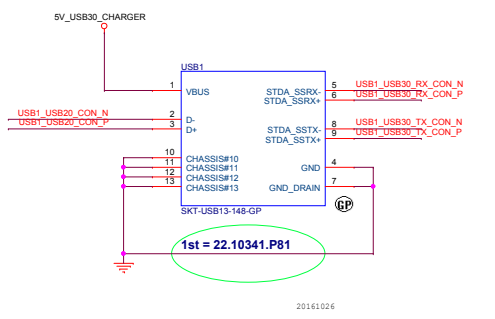 5V_USB30_CHARGER
USB1
1 VBUS
STDA_SSRX- 5 USB1_USB30_RX_CON_N
STDA_SSRX+ 6 USB1_USB30_RX_CON_P
USB1_USB20_CON_N 2 D-
USB1_USB20_CON_P 3 D+
STDA_SSTX- 8 USB1_USB30_TX_CON_N
STDA_SSTX+ 9 USB1_USB30_TX_CON_P
10 CHASSIS#10
11 CHASSIS#11
12 CHASSIS#12
13 CHASSIS#13
GND 4
GND_DRAIN 7
SKT-USB13-148-GP
GP
1st = 22.10341.P81
20161026